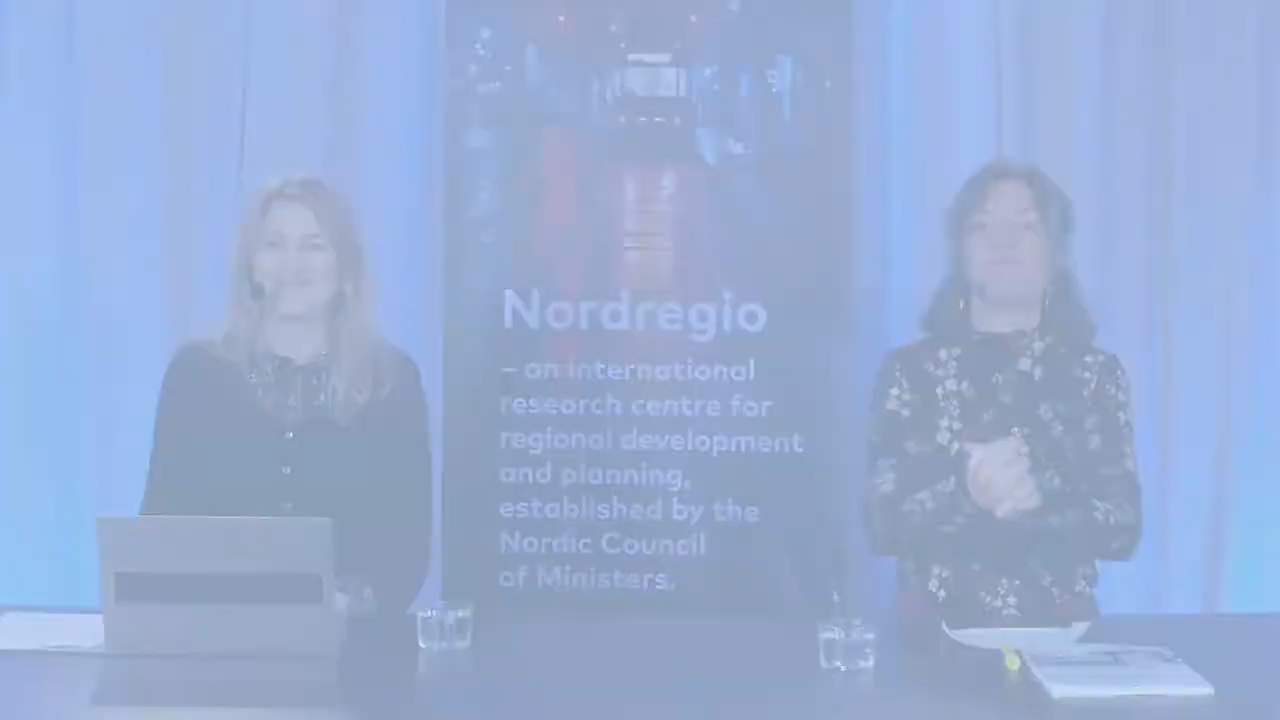 Nordregio
– an international
research centre for
regional development
and planning,
established by the
Nordic Council
of Ministers.